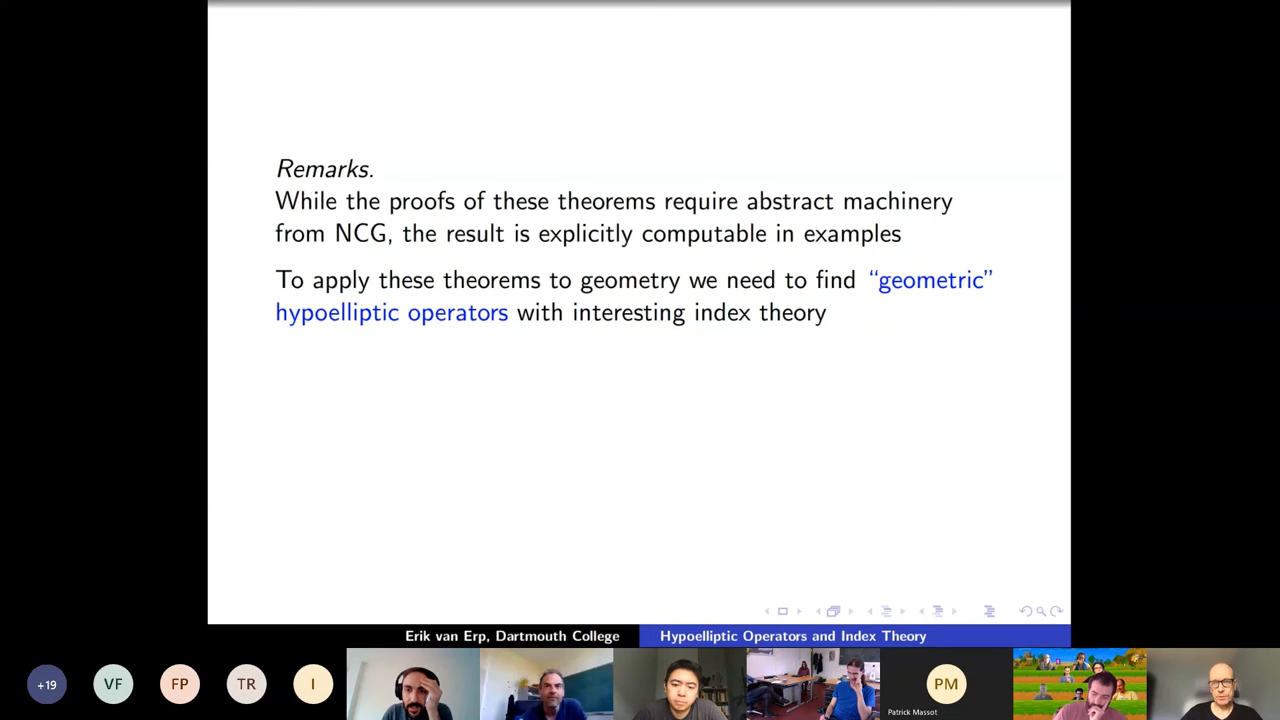 Remarks.
While the proofs of these theorems require abstract machinery
from NCG, the result is explicitly computable in examples
To apply these theorems to geometry we need to find “geometric”
hypoelliptic operators with interesting index theory
Erik van Erp, Dartmouth College
Hypoelliptic Operators and Index Theory
+19
VF
FP
TR
I
PM
Patrick Massot